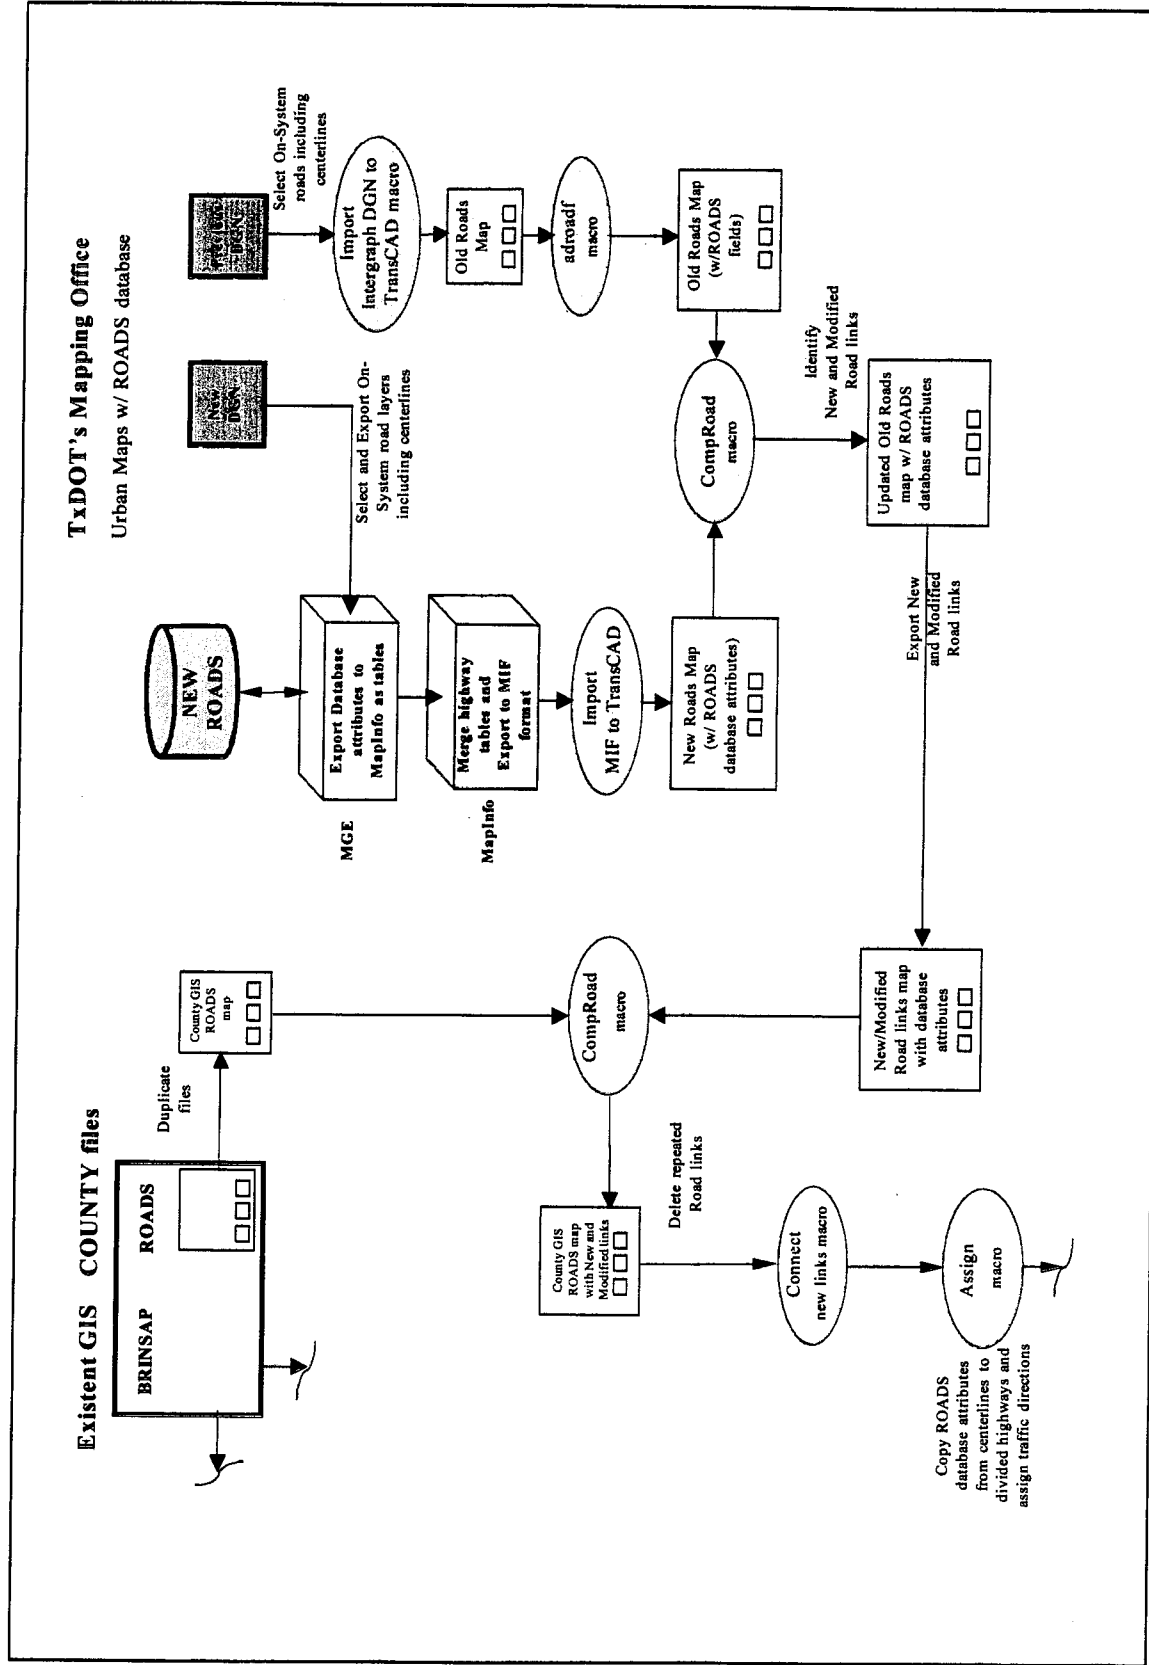 Existent GIS COUNTY files
BRINSAP
ROADS
Duplicate
files
County GIS
ROADS
map
CompRoad
macro
County GIS
ROADS map
with New and
Modified links
Delete repeated
Road links
Connect
new links macro
Assign
macro
Copy ROADS
database attributes
from centerlines to
divided highways and
assign traffic directions
New/Modified
Road links map
with database
attributes
TxDOT's Mapping Office
Urban Maps w/ ROADS database
NEW
ROADS
New
DGN
DGN
Select On-System
roads including
centerlines
Select and Export On-
System road layers
including centerlines
Export Database
attributes to
MapInfo as tables
MGE
Merge highway
tables and
Export to MIF
format
MapInfo
Import
MIF to TransCAD
New Roads Map
(w/ ROADS
database attributes)
Import
Intergraph DGN to
TransCAD macro
Old Roads
Map
adroadf
macro
Old Roads Map
(w/ROADS
fields)
CompRoad
macro
Identify
New and Modified
Road links
Updated Old Roads
map w/ ROADS
database attributes
Export New
and Modified
Road links